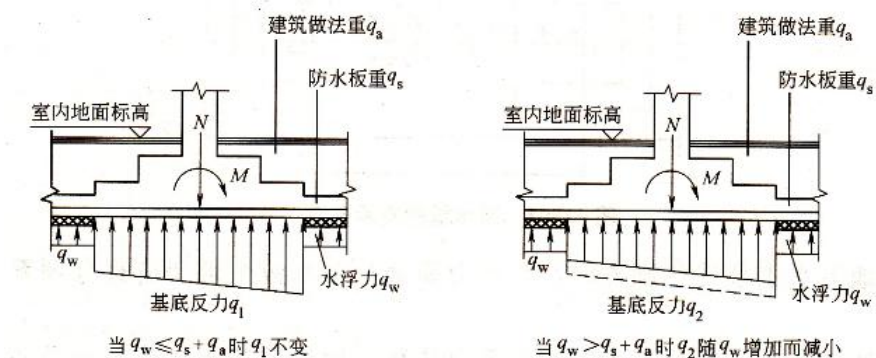 建筑做法重qa
防水板重qs
室内地面标高
N
M
qw
水浮力qw
基底反力q1
当qw≤qs+qa时q1不变
建筑做法重qa
防水板重qs
室内地面标高
N
M
qw
水浮力qw
基底反力q2
当qw>qs+qa时q2随qw增加而减小